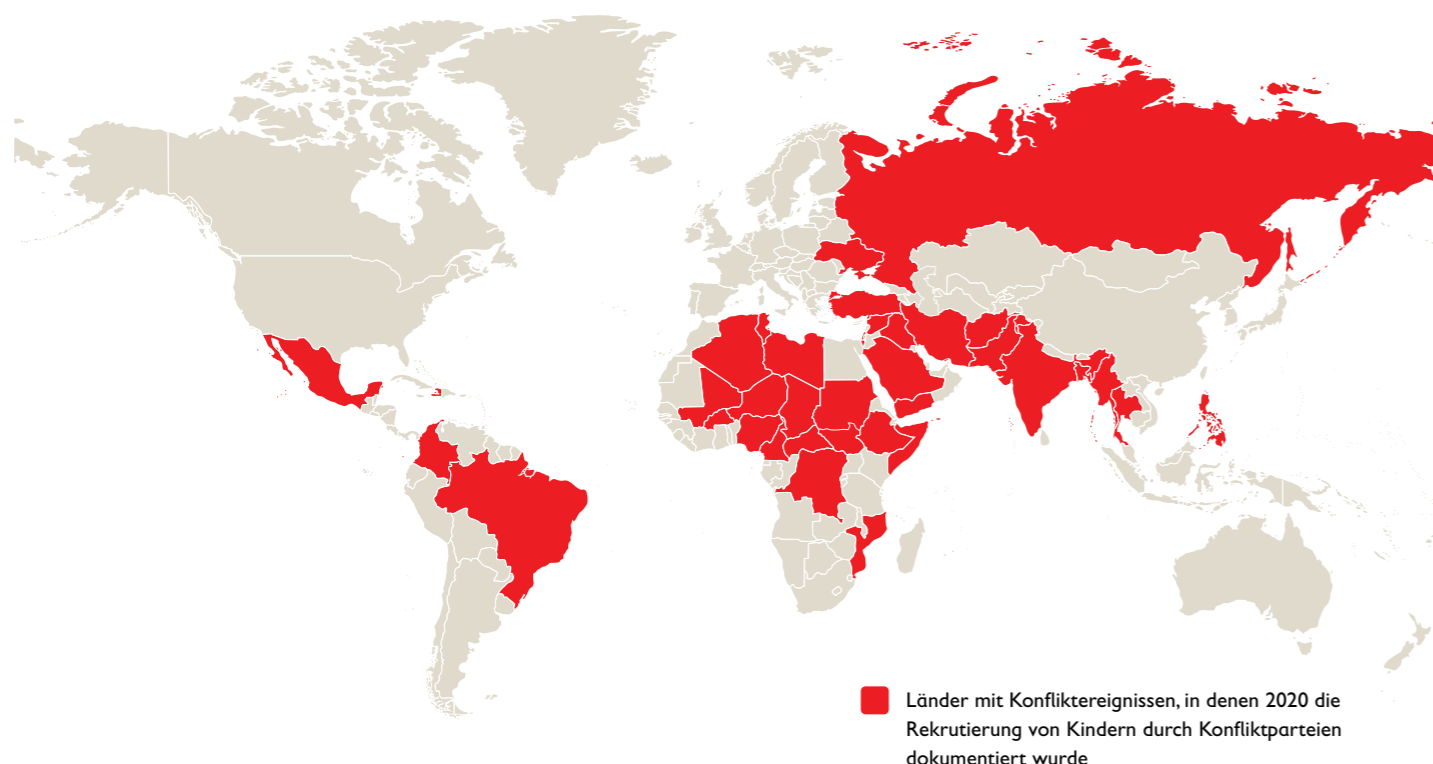 Länder mit Konfliktereignissen, in denen 2020 die
Rekrutierung von Kindern durch Konfliktparteien
dokumentiert wurde